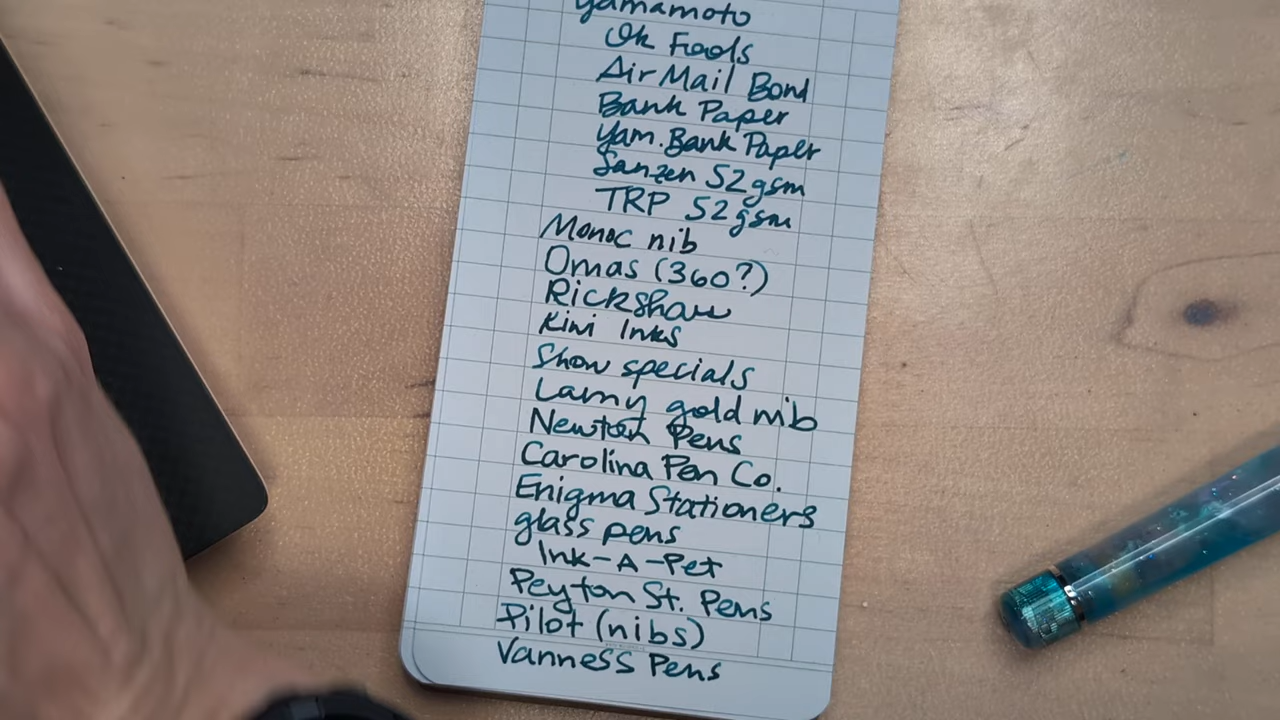 Yamamoto
Ok Fools
Air Mail Bond
Bank Paper
Yam. Bank Paper
Sanzen 52gsm
TRP 52gsm
Monoc nib
Omas (360?)
Rickshaw
Kiwi Inks
Show specials
Lamy gold nib
Newton Pens
Carolina Pen Co.
Enigma Stationers
glass pens
Ink-A-Pet
Peyton St. Pens
Pilot (nibs)
Vanness Pens